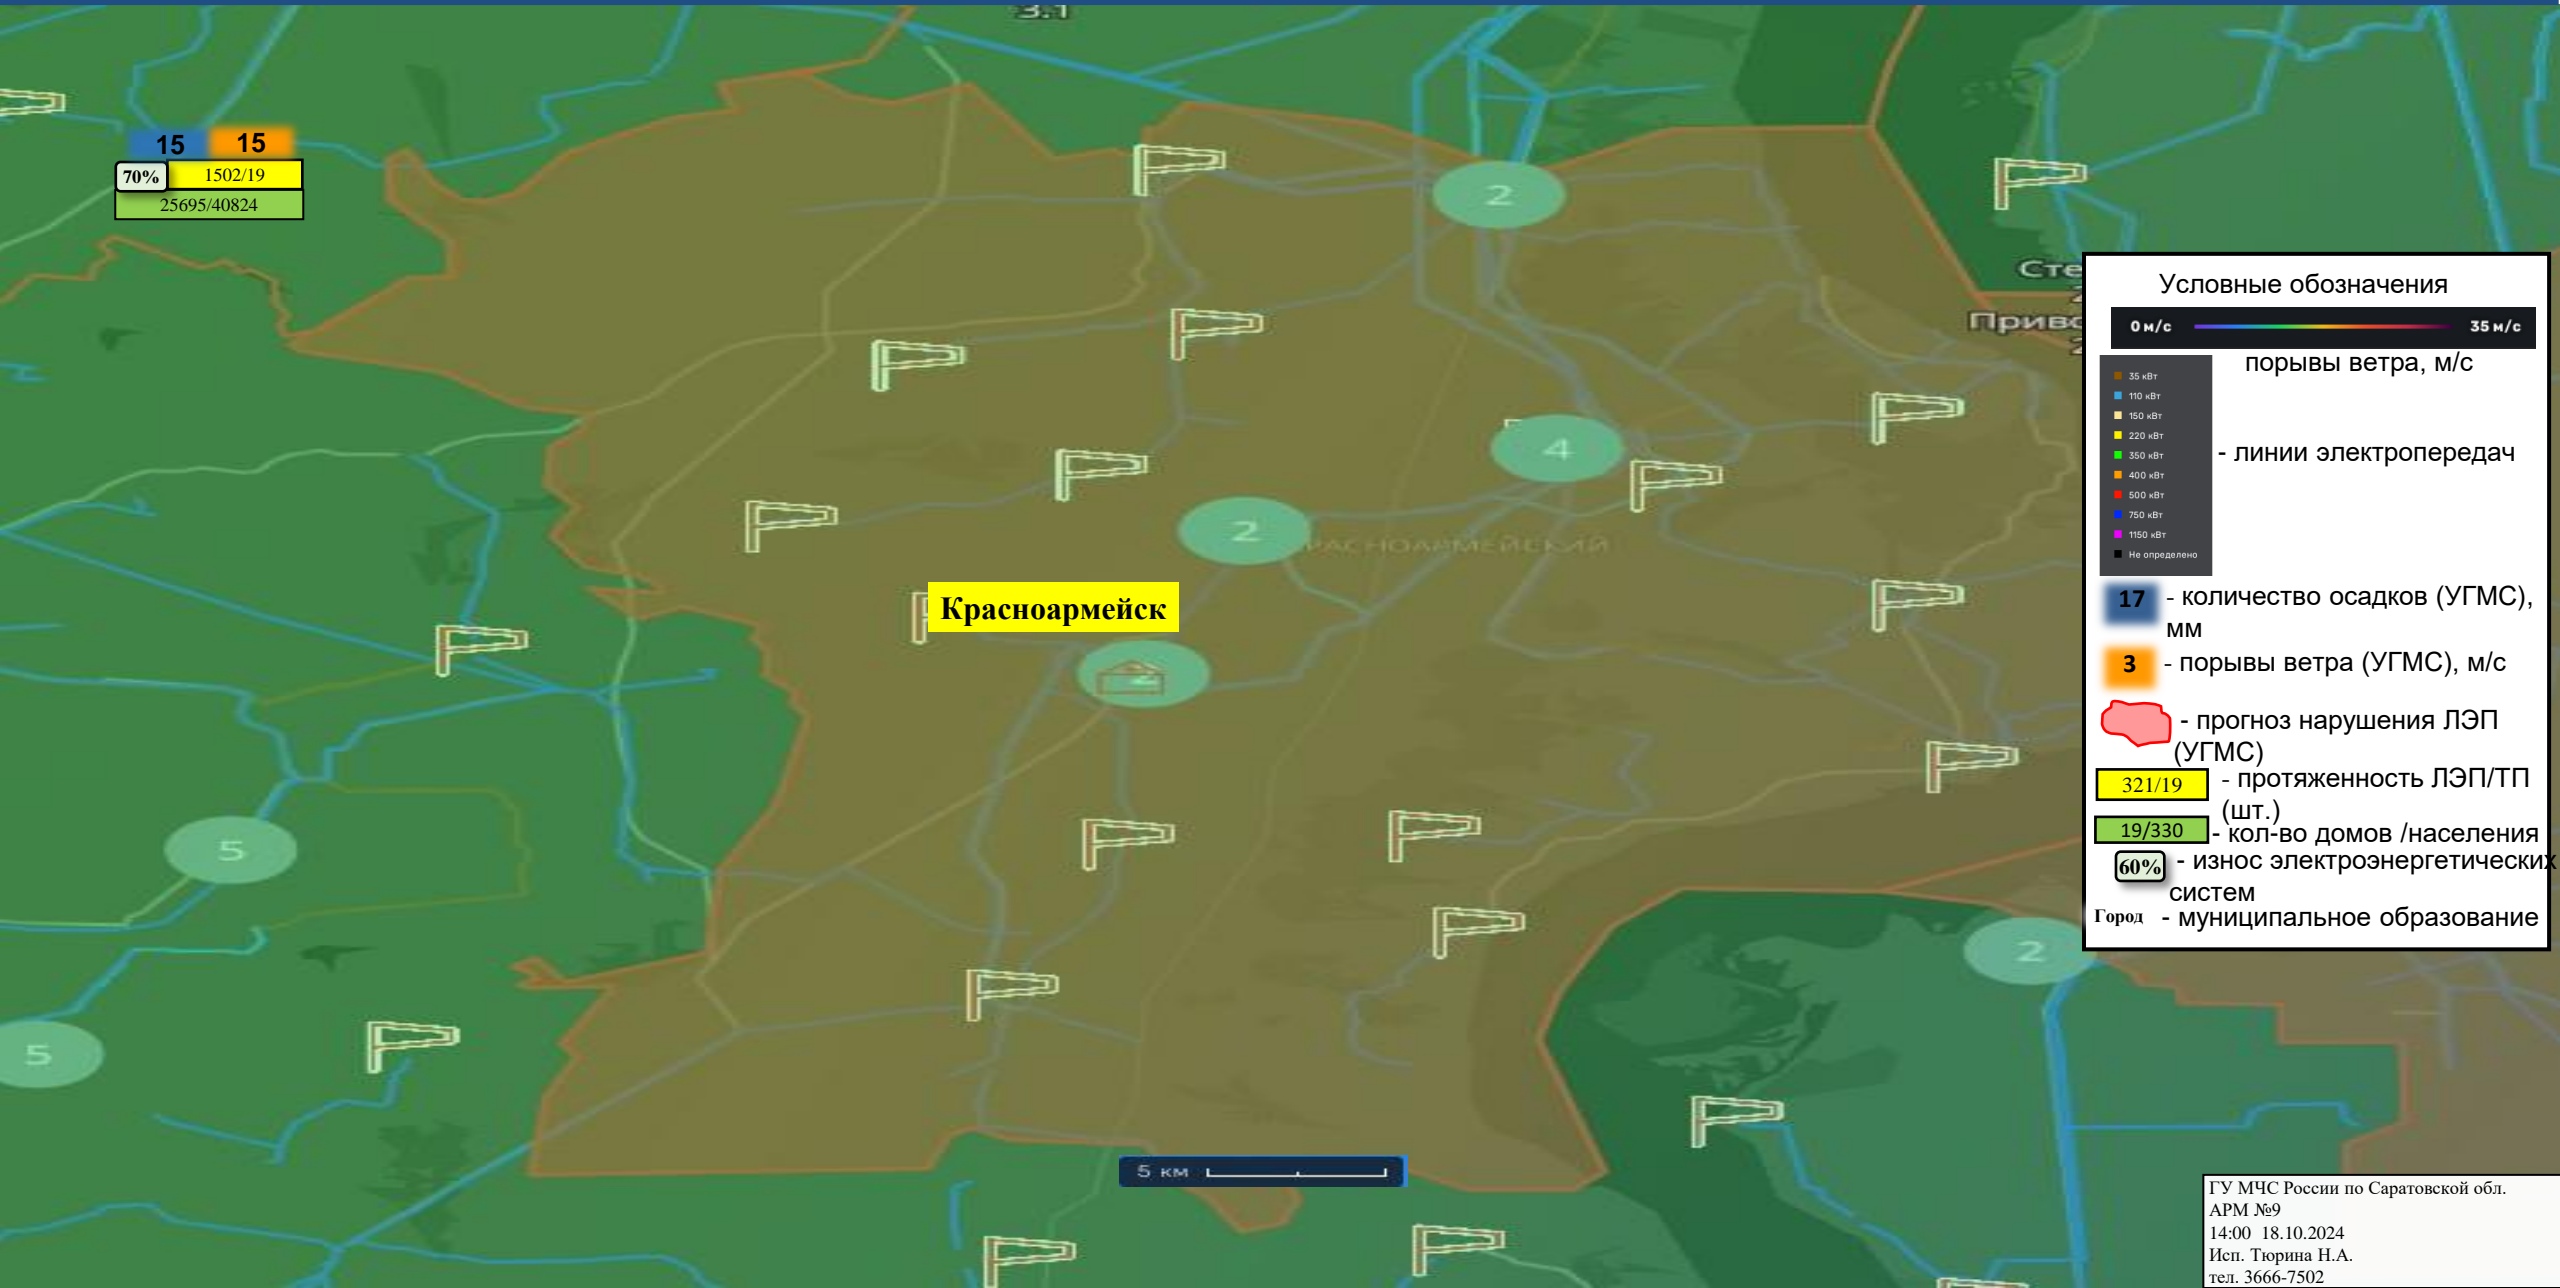 3.1
15 15
70% 1502/19
25695/40824
2
Сте
Приво
4
2
Красноармейск
5
2
5
5 км
Условные обозначения
0 м/с 35 м/с
порывы ветра, м/с
35 кВт
110 кВт
150 кВт
220 кВт
350 кВт
400 кВт
500 кВт
750 кВт
1150 кВт
Не определено
- линии электропередач
17 - количество осадков (УГМС),
мм
3 - порывы ветра (УГМС), м/с
- прогноз нарушения ЛЭП
(УГМС)
321/19 - протяженность ЛЭП/ТП
(шт.)
19/330 - кол-во домов /населения
60% - износ электроэнергетических
систем
Город - муниципальное образование
ГУ МЧС России по Саратовской обл.
АРМ №9
14:00 18.10.2024
Исп. Тюрина Н.А.
тел. 3666-7502